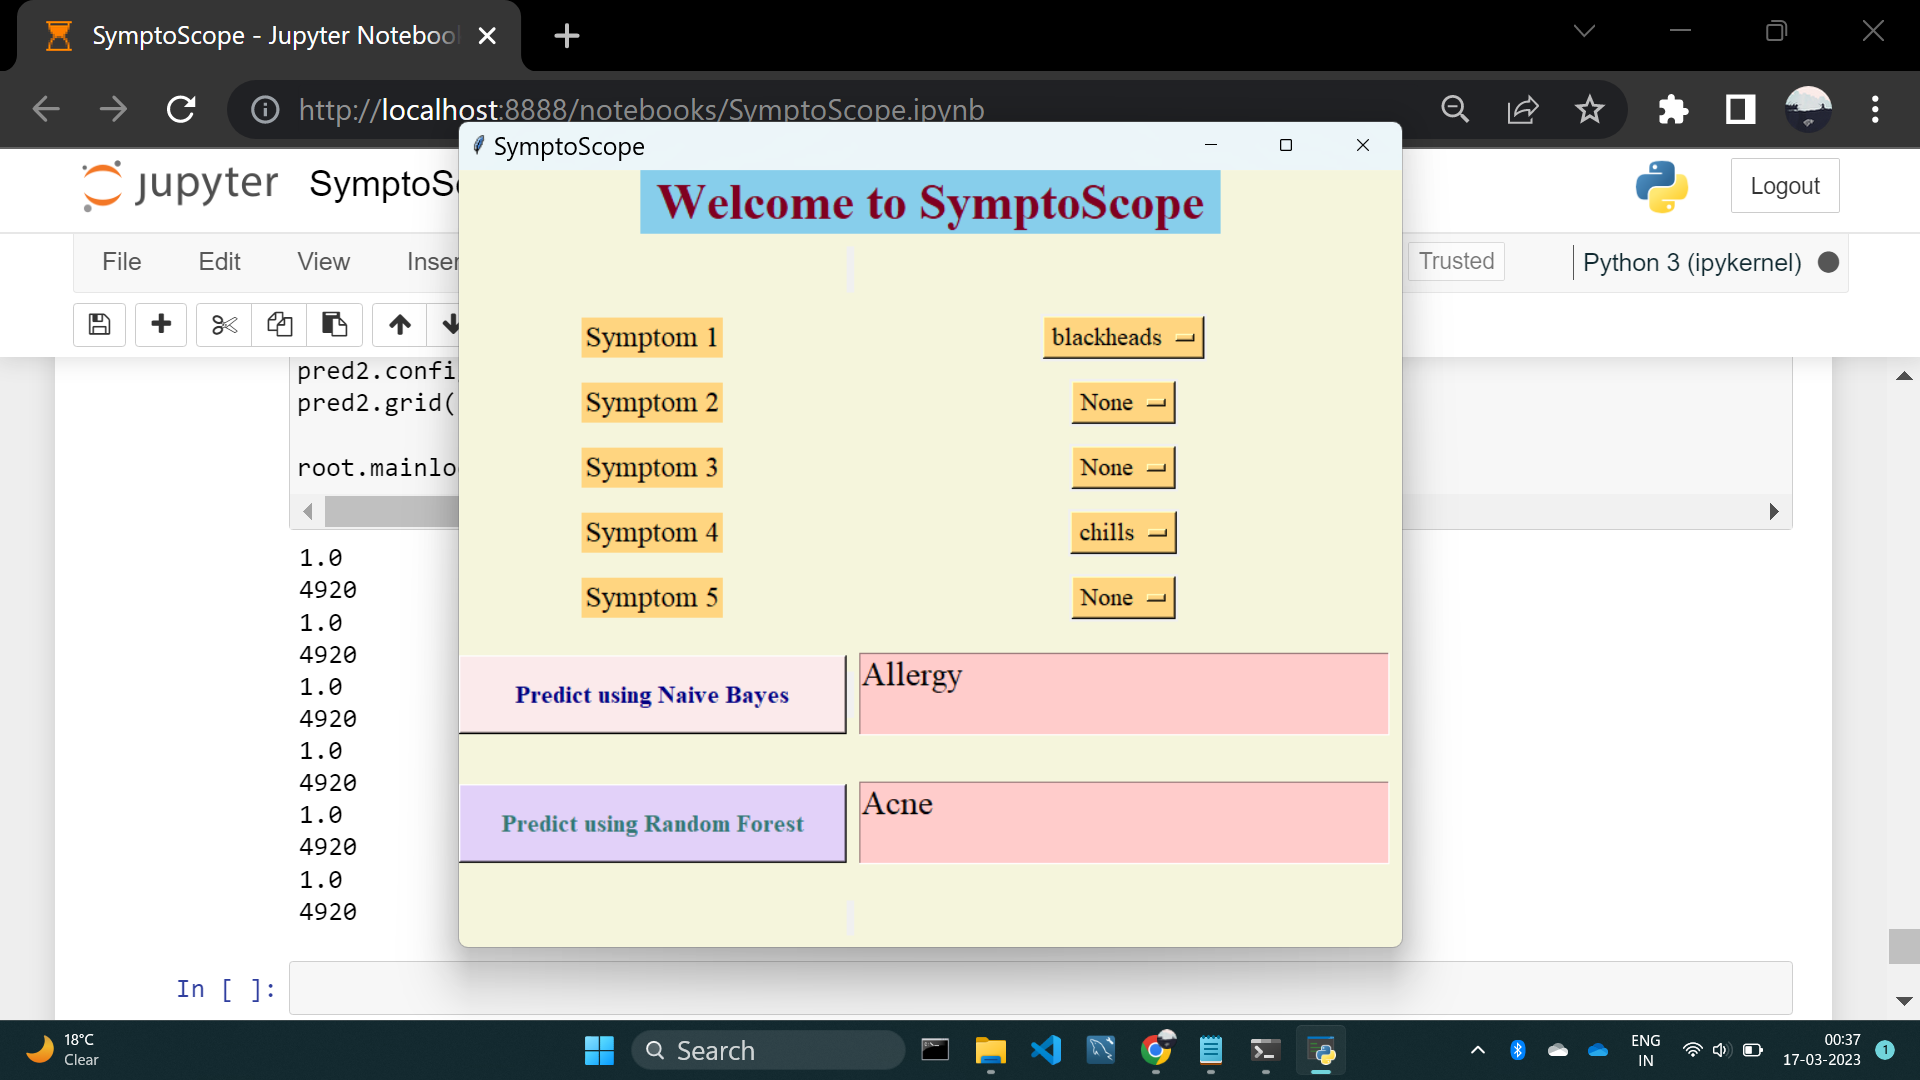 SymptoScope - Jupyter Notebook
http://localhost:8888/notebooks/SymptoScope.ipynb
SymptoScope
jupyter SymptoSc
Logout
Welcome to SymptoScope
File Edit View Inser
Trusted
Python 3 (ipykernel)
pred2.confi
pred2.grid(
root.mainlo
Symptom 1 blackheads
Symptom 2 None
Symptom 3 None
Symptom 4 chills
Symptom 5 None
Predict using Naive Bayes
Allergy
Predict using Random Forest
Acne
1.0
4920
1.0
4920
1.0
4920
1.0
4920
1.0
4920
1.0
4920
In [ ]:
18°C
Clear
Search
ENG
IN
00:37
17-03-2023
1